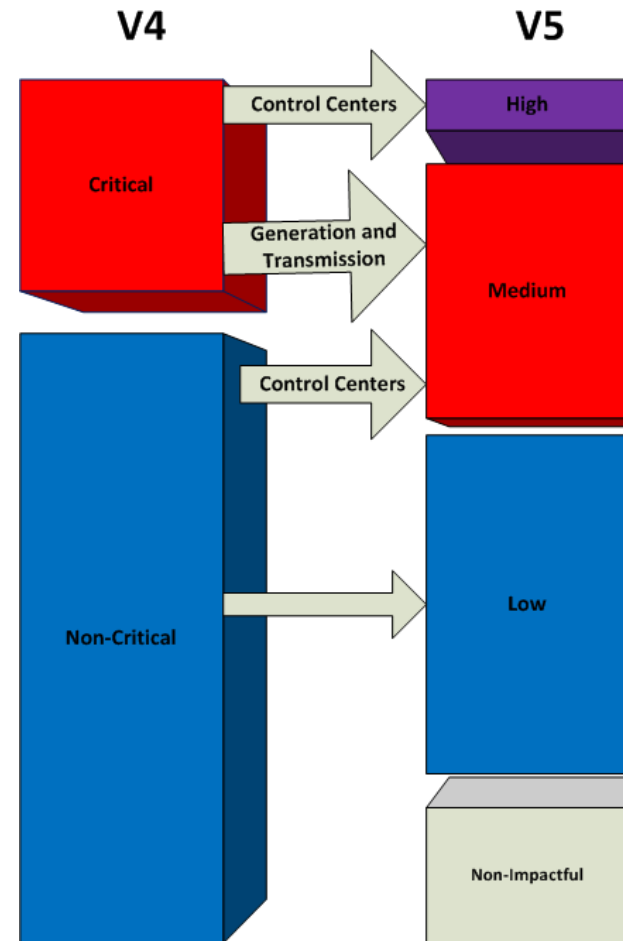 V4
V5
Critical
Control Centers
High
Generation and
Transmission
Medium
Control Centers
Non-Critical
Low
Non-Impactful